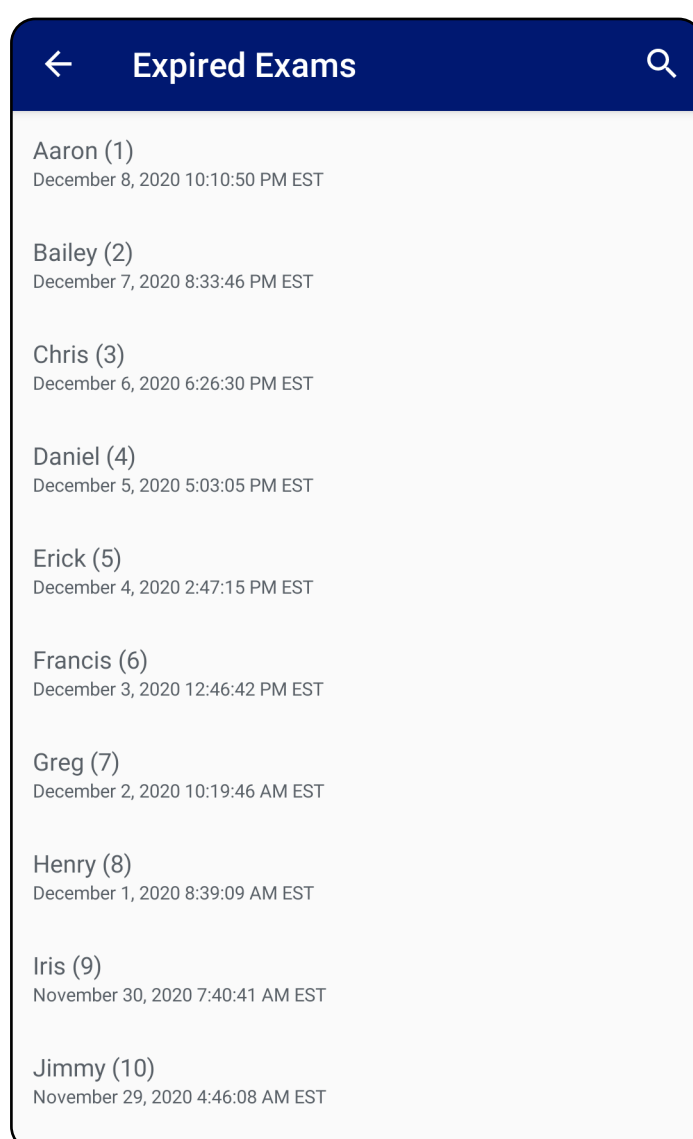 Expired Exams
Aaron (1)
December 8, 2020 10:10:50 PM EST
Bailey (2)
December 7, 2020 8:33:46 PM EST
Chris (3)
December 6, 2020 6:26:30 PM EST
Daniel (4)
December 5, 2020 5:03:05 PM EST
Erick (5)
December 4, 2020 2:47:15 PM EST
Francis (6)
December 3, 2020 12:46:42 PM EST
Greg (7)
December 2, 2020 10:19:46 AM EST
Henry (8)
December 1, 2020 8:39:09 AM EST
Iris (9)
November 30, 2020 7:40:41 AM EST
Jimmy (10)
November 29, 2020 4:46:08 AM EST